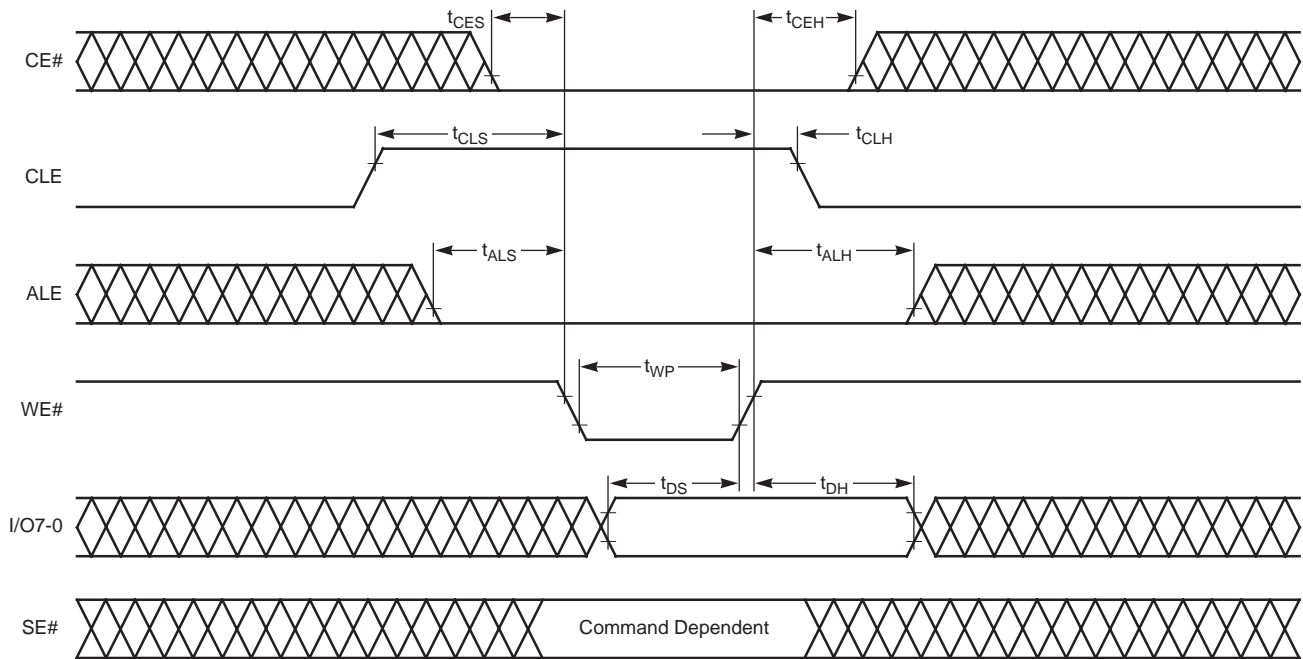 tCES
tCEH
CE#
tCLS
tCLH
CLE
tALS
tALH
ALE
tWP
WE#
tDS
tDH
I/O7-0
SE#
Command Dependent